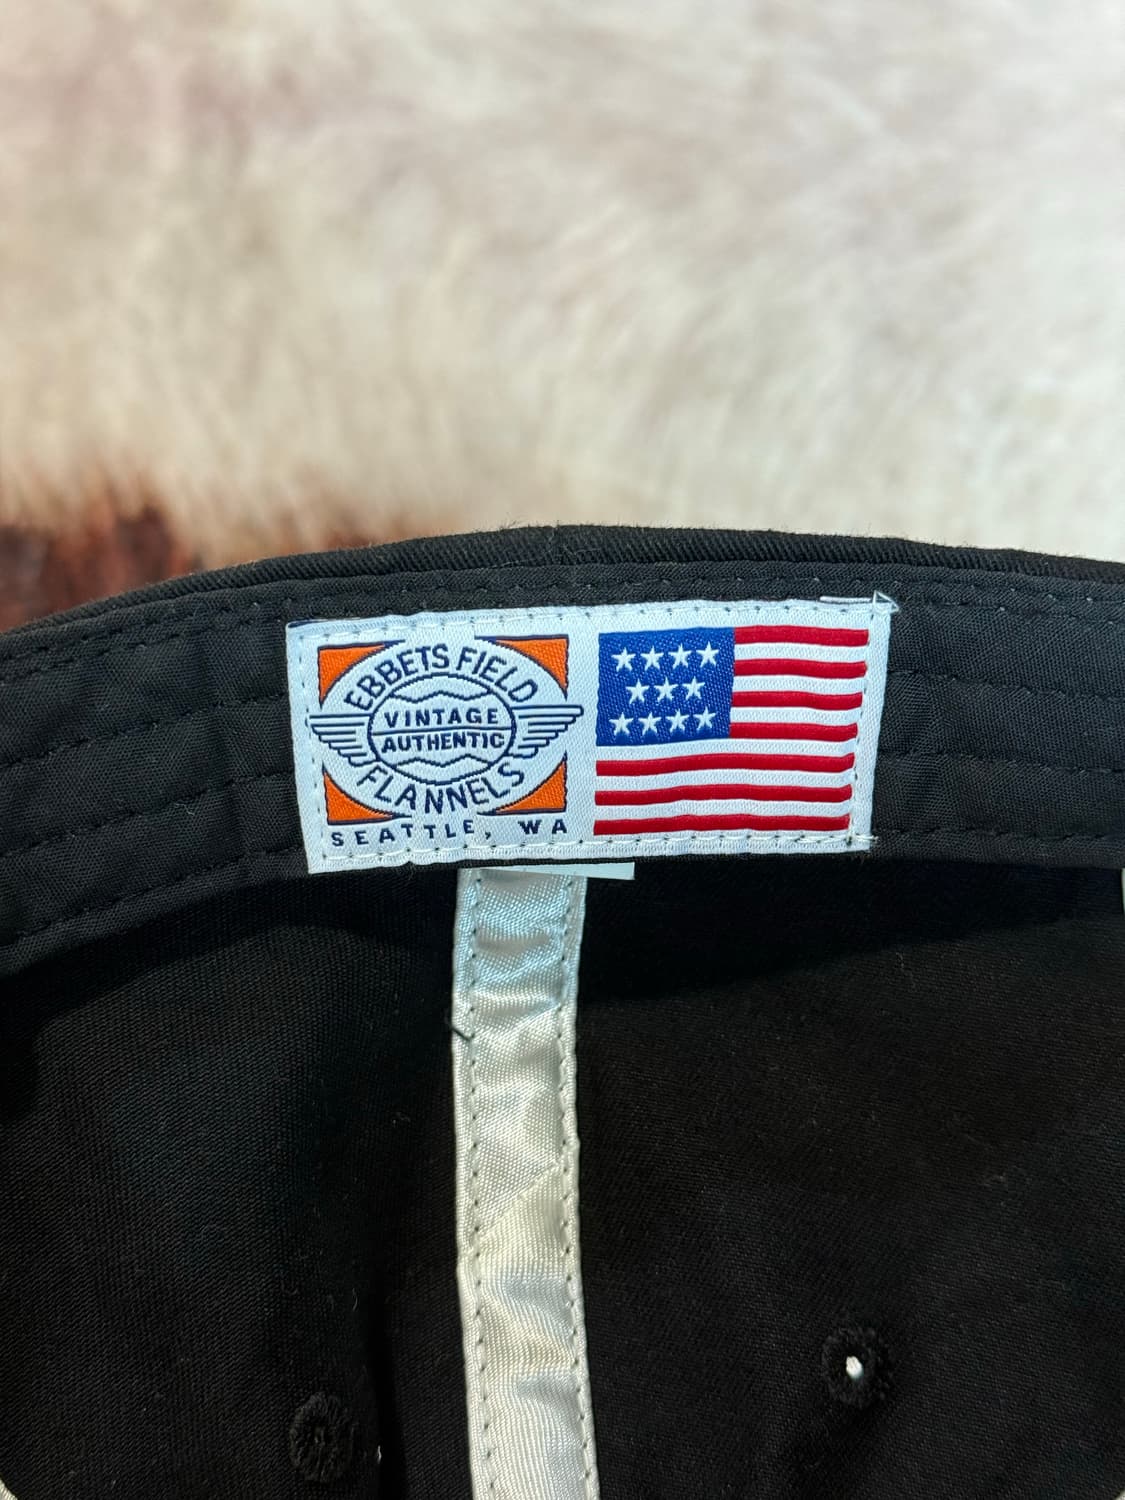 EBBETS FIELD
VINTAGE
AUTHENTIC
FLANNELS
SEATTLE, WA